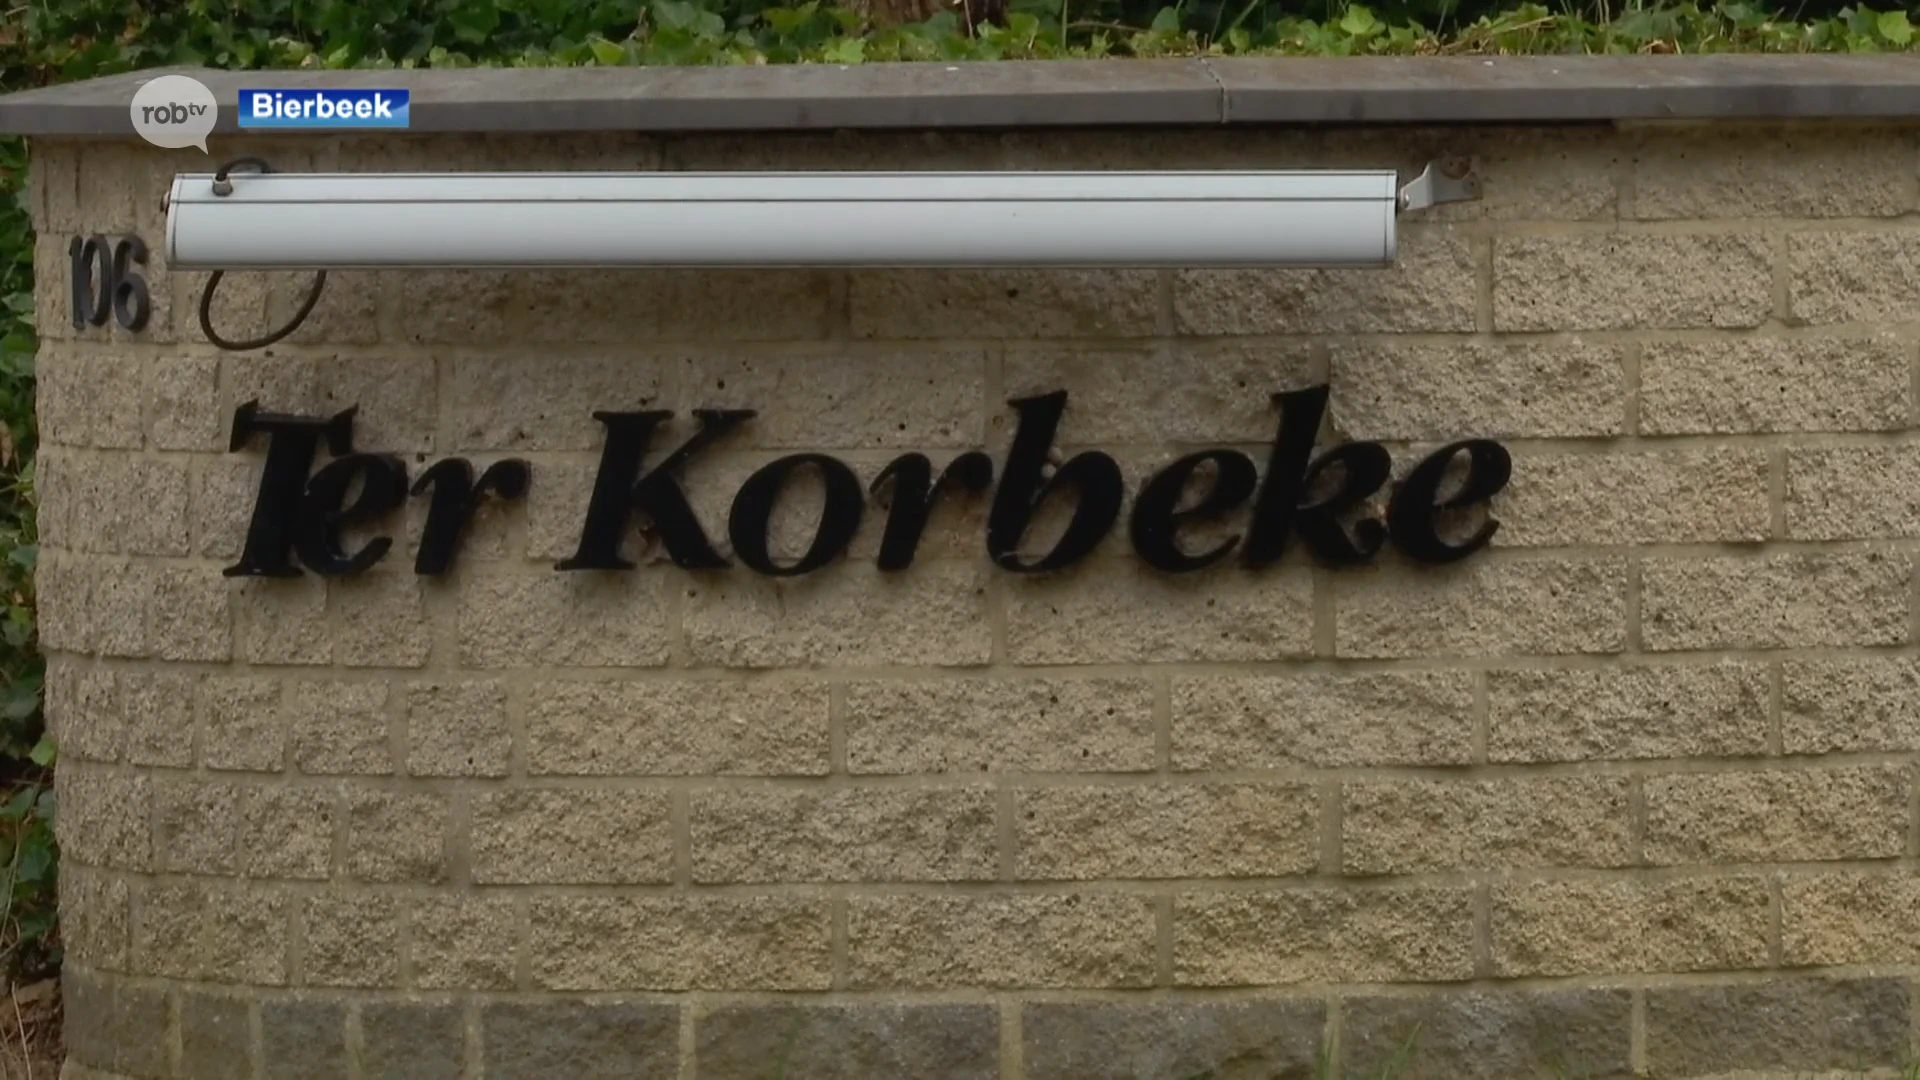 robtv
Bierbeek
106
Ter Korbeke